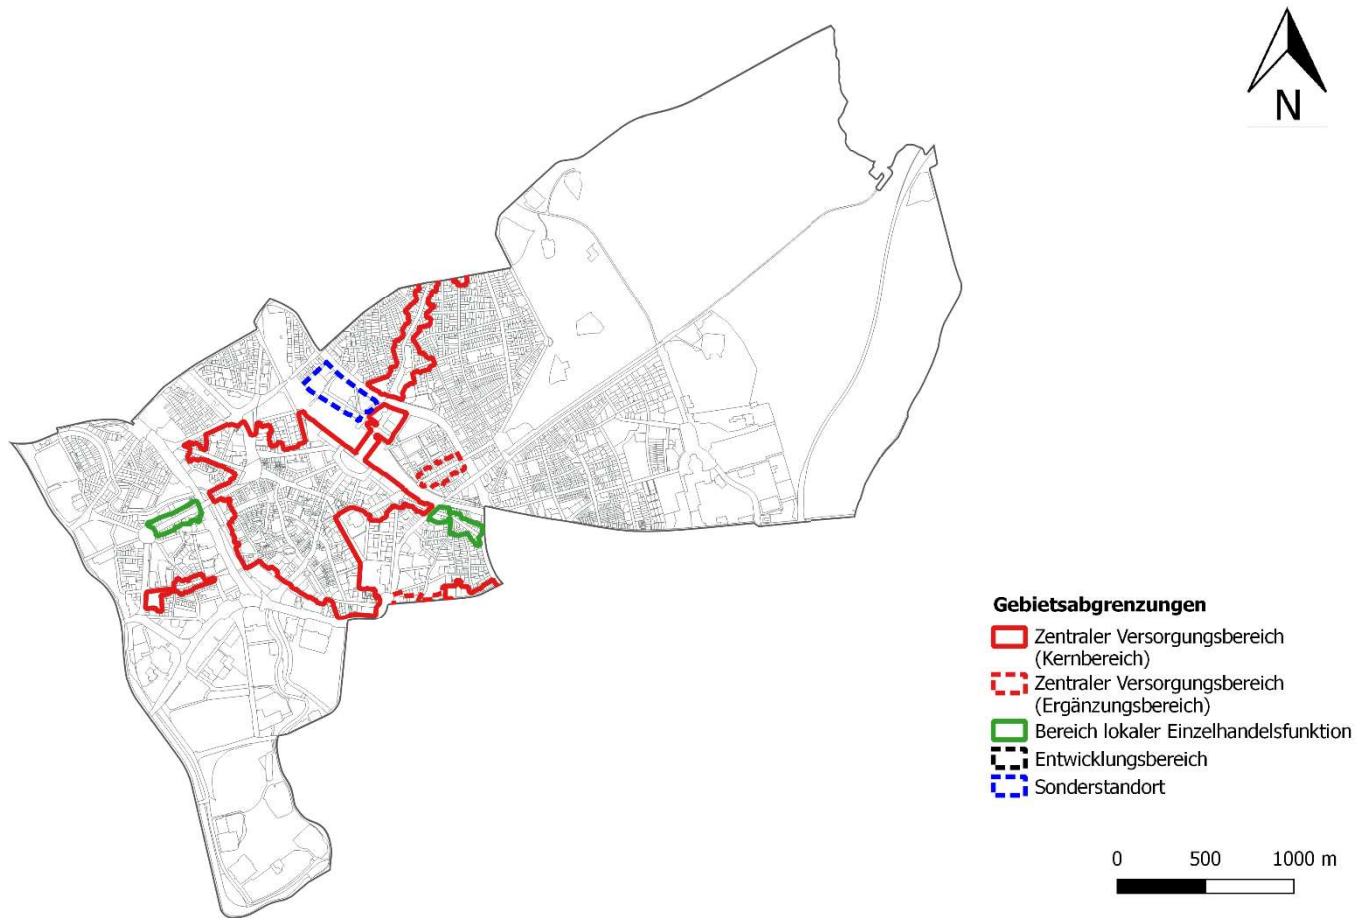 N
Gebietsabgrenzungen
Zentraler Versorgungsbereich
(Kernbereich)
Zentraler Versorgungsbereich
(Ergänzungsbereich)
Bereich lokaler Einzelhandelsfunktion
Entwicklungsbereich
Sonderstandort
0 500 1000 m